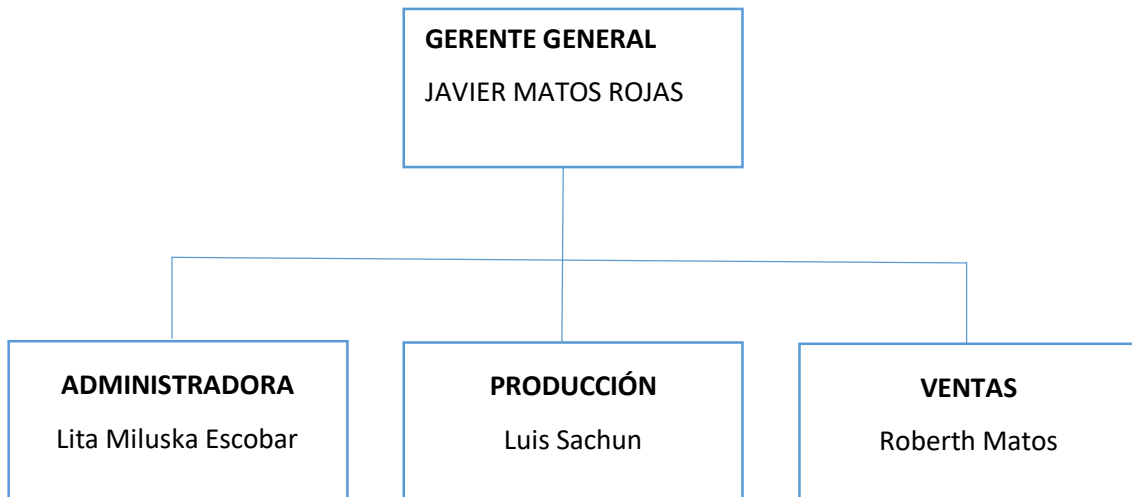 GERENTE GENERAL
JAVIER MATOS ROJAS
ADMINISTRADORA
Lita Miluska Escobar
PRODUCCIÓN
Luis Sachun
VENTAS
Roberth Matos